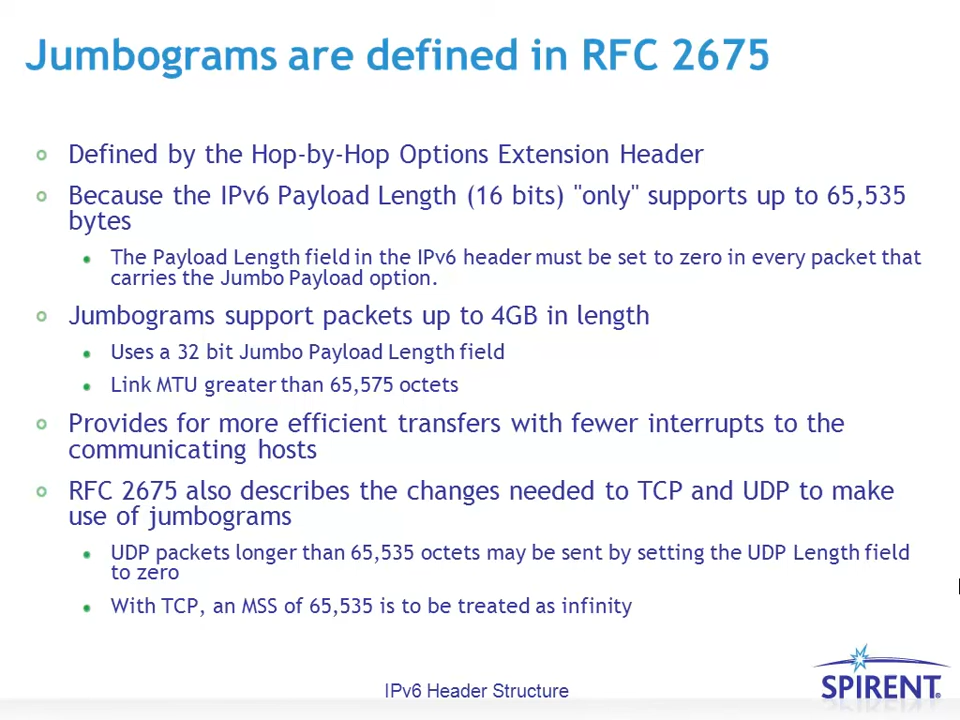 Jumbograms are defined in RFC 2675
Defined by the Hop-by-Hop Options Extension Header
Because the IPv6 Payload Length (16 bits) "only" supports up to 65,535
bytes
The Payload Length field in the IPv6 header must be set to zero in every packet that
carries the Jumbo Payload option.
Jumbograms support packets up to 4GB in length
Uses a 32 bit Jumbo Payload Length field
Link MTU greater than 65,575 octets
Provides for more efficient transfers with fewer interrupts to the
communicating hosts
RFC 2675 also describes the changes needed to TCP and UDP to make
use of jumbograms
UDP packets longer than 65,535 octets may be sent by setting the UDP Length field
to zero
With TCP, an MSS of 65,535 is to be treated as infinity
IPv6 Header Structure
SPIRENT®